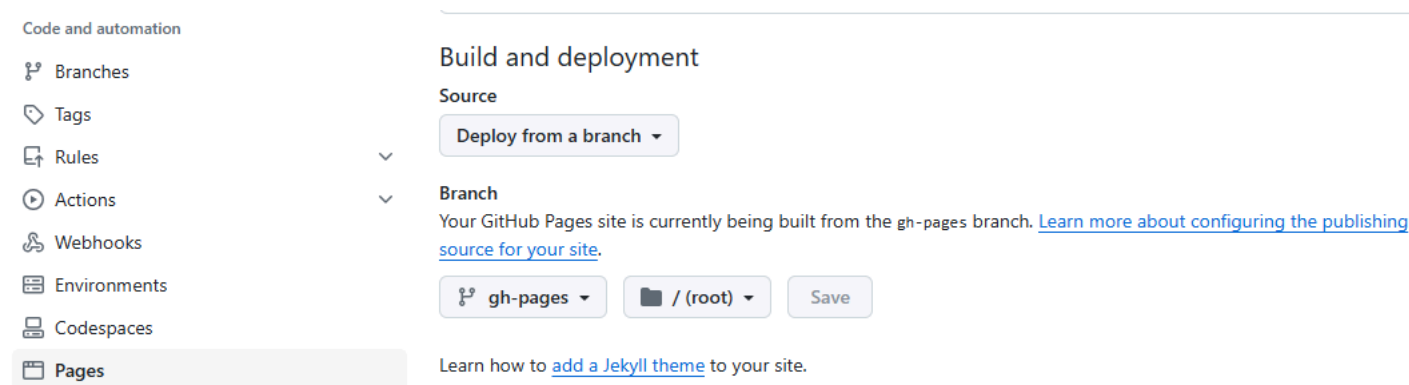 Code and automation
Branches
Tags
Rules
Actions
Webhooks
Environments
Codespaces
Pages
Build and deployment
Source
Deploy from a branch
Branch
Your GitHub Pages site is currently being built from the gh-pages branch. Learn more about configuring the publishing
source for your site.
gh-pages / (root) Save
Learn how to add a Jekyll theme to your site.